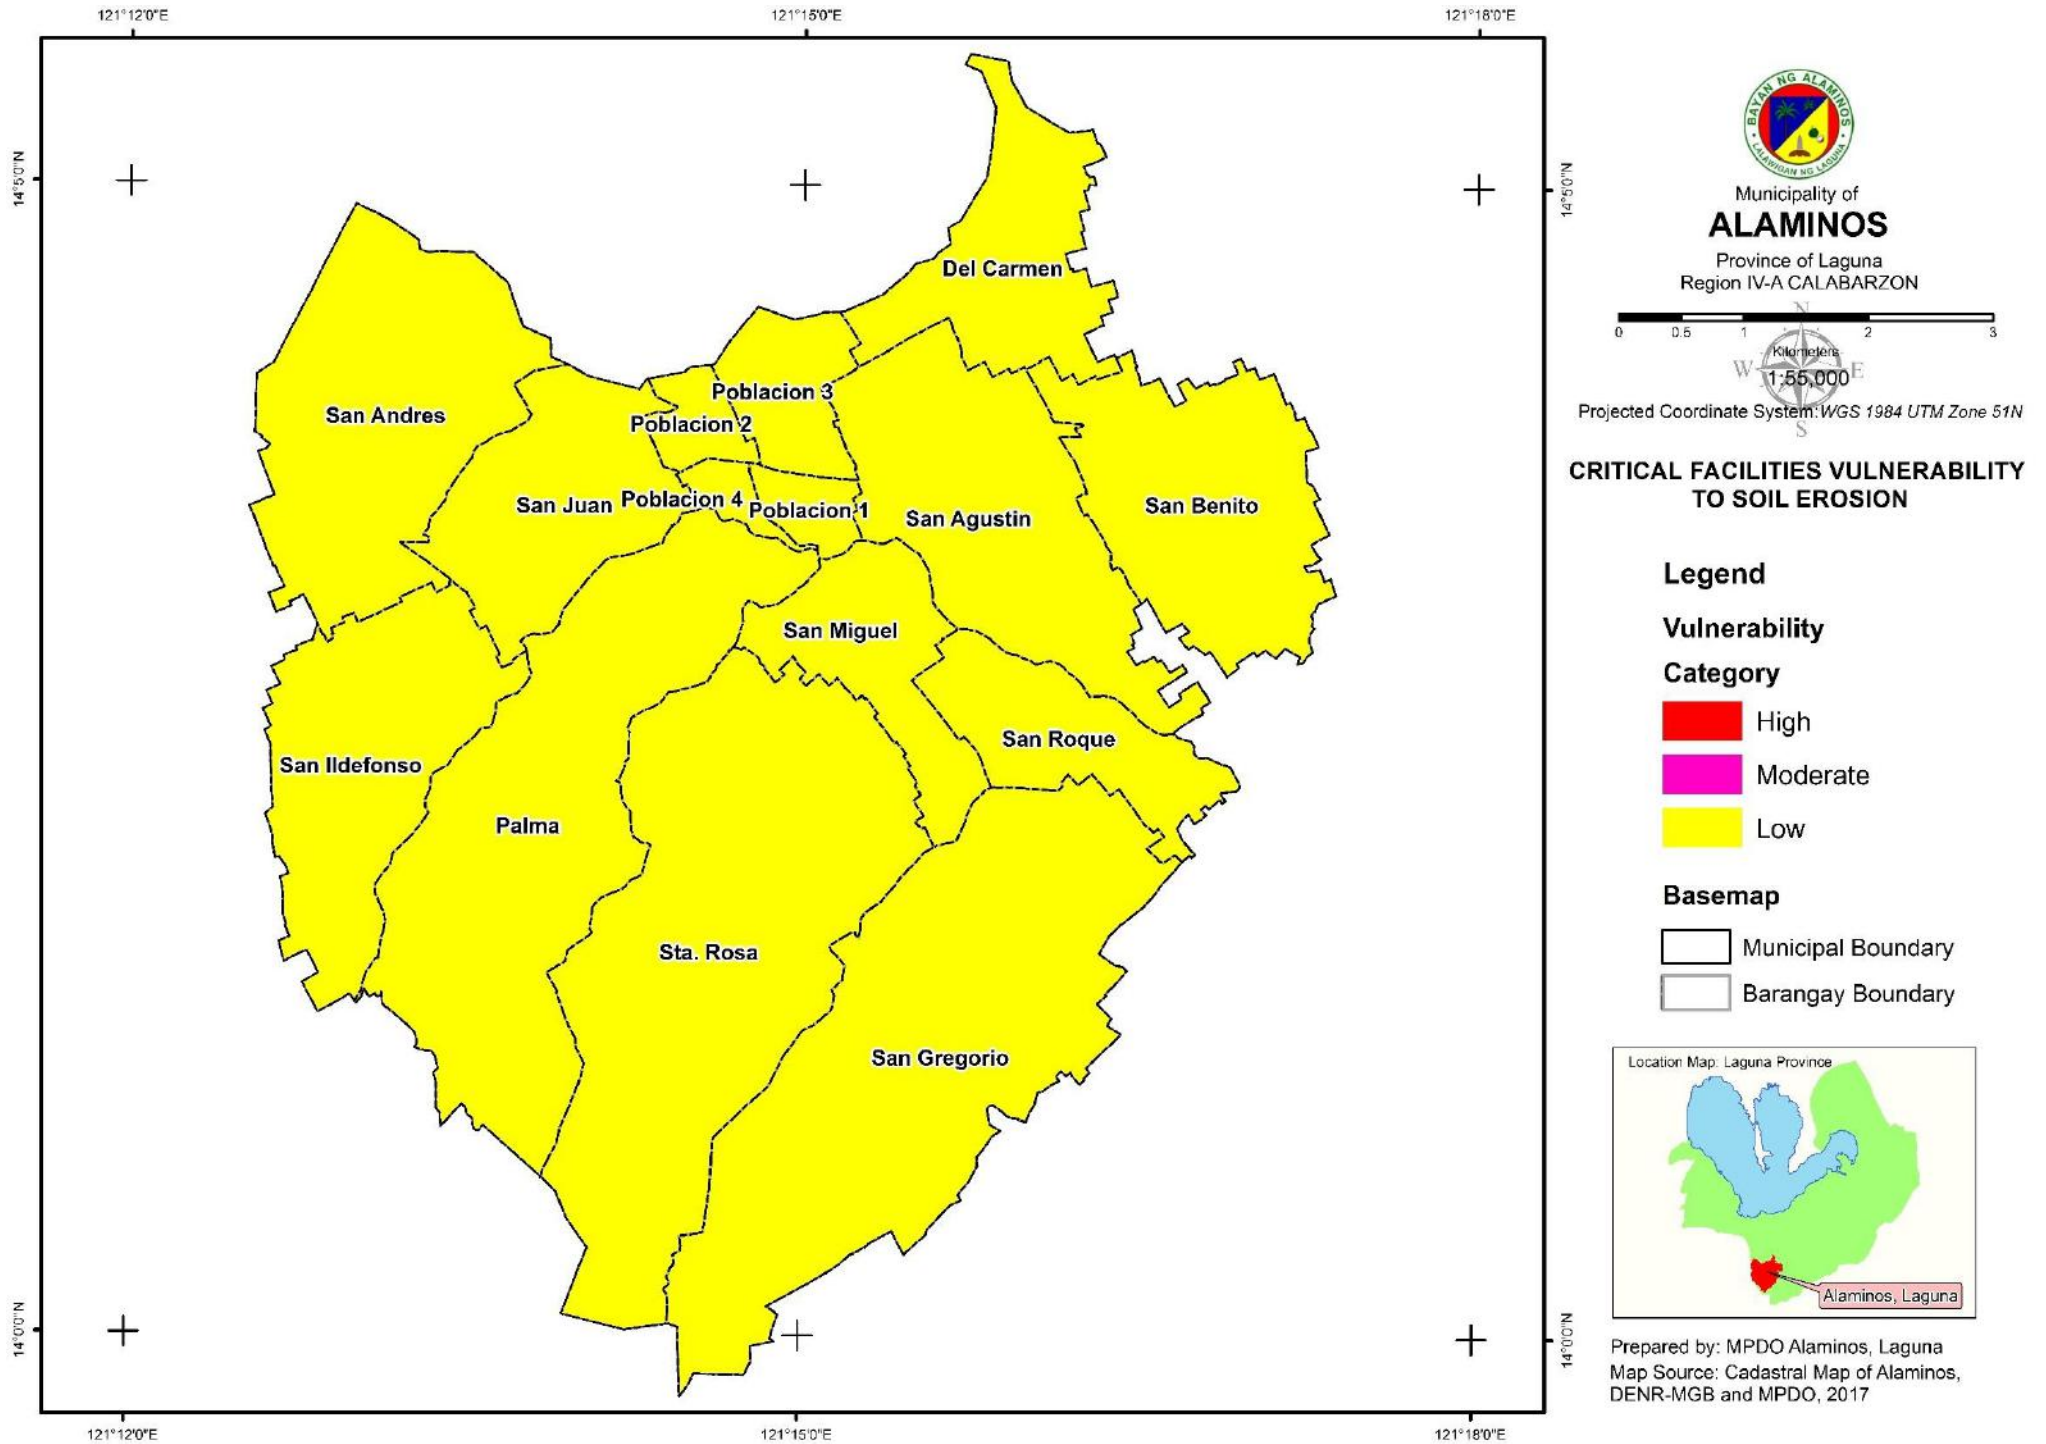 121°12'0"E
121°15'0"E
121°18'0"E
14°5'0"N
14°5'0"N
Del Carmen
Poblacion 3
San Andres
Poblacion 2
San Juan
Poblacion 4
Poblacion 1
San Agustin
San Benito
San Miguel
San Roque
San Ildefonso
Palma
Sta. Rosa
San Gregorio
14°0'0"N
14°0'0"N
121°12'0"E
121°15'0"E
121°18'0"E
BAYAN NG ALAMINOS
LALAWIGAN NG LAGUNA
Municipality of
ALAMINOS
Province of Laguna
Region IV-A CALABARZON
N
0 0.5 1 2 3
Kilometers
W 1:55,000 E
Projected Coordinate System:WGS 1984 UTM Zone 51N
S
CRITICAL FACILITIES VULNERABILITY
TO SOIL EROSION
Legend
Vulnerability
Category
High
Moderate
Low
Basemap
Municipal Boundary
Barangay Boundary
Location Map: Laguna Province
Alaminos, Laguna
Prepared by: MPDO Alaminos, Laguna
Map Source: Cadastral Map of Alaminos,
DENR-MGB and MPDO, 2017